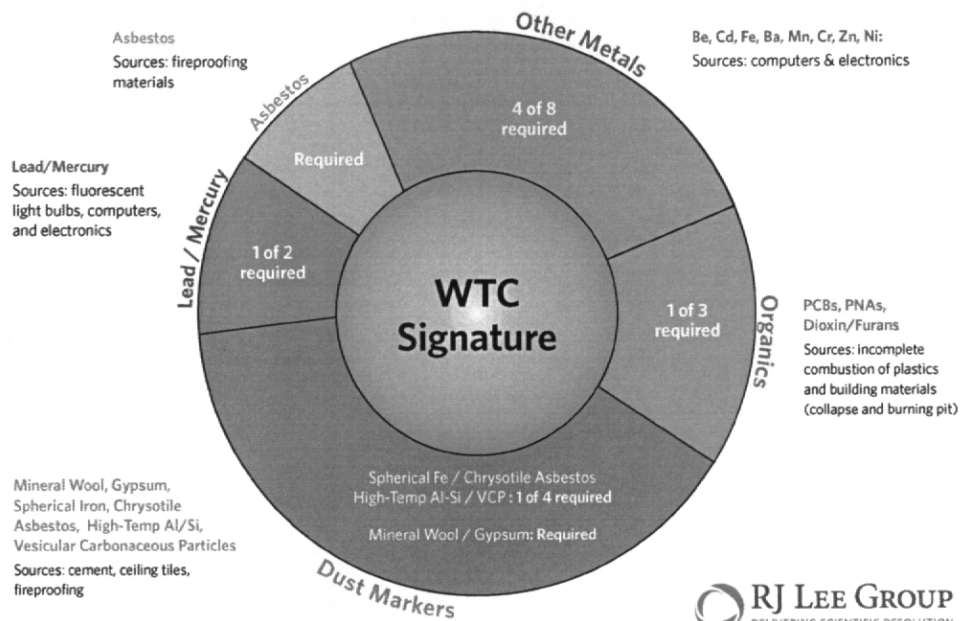 Other Metals
Be, Cd, Fe, Ba, Mn, Cr, Zn, Ni:
Sources: computers & electronics
4 of 8
required
Asbestos
Sources: fireproofing
materials
Asbestos
Required
Lead/Mercury
Sources: fluorescent
light bulbs, computers,
and electronics
Lead / Mercury
1 of 2
required
WTC
Signature
1 of 3
required
Organics
PCBs, PNAs,
Dioxin/Furans
Sources: incomplete
combustion of plastics
and building materials
(collapse and burning pit)
Spherical Fe / Chrysotile Asbestos
High-Temp Al-Si / VCP : 1 of 4 required
Mineral Wool / Gypsum: Required
Dust Markers
Mineral Wool, Gypsum,
Spherical Iron, Chrysotile
Asbestos, High-Temp Al/Si,
Vesicular Carbonaceous Particles
Sources: cement, ceiling tiles,
fireproofing
RJ LEE GROUP
DELIVERING SCIENTIFIC RESOLUTION